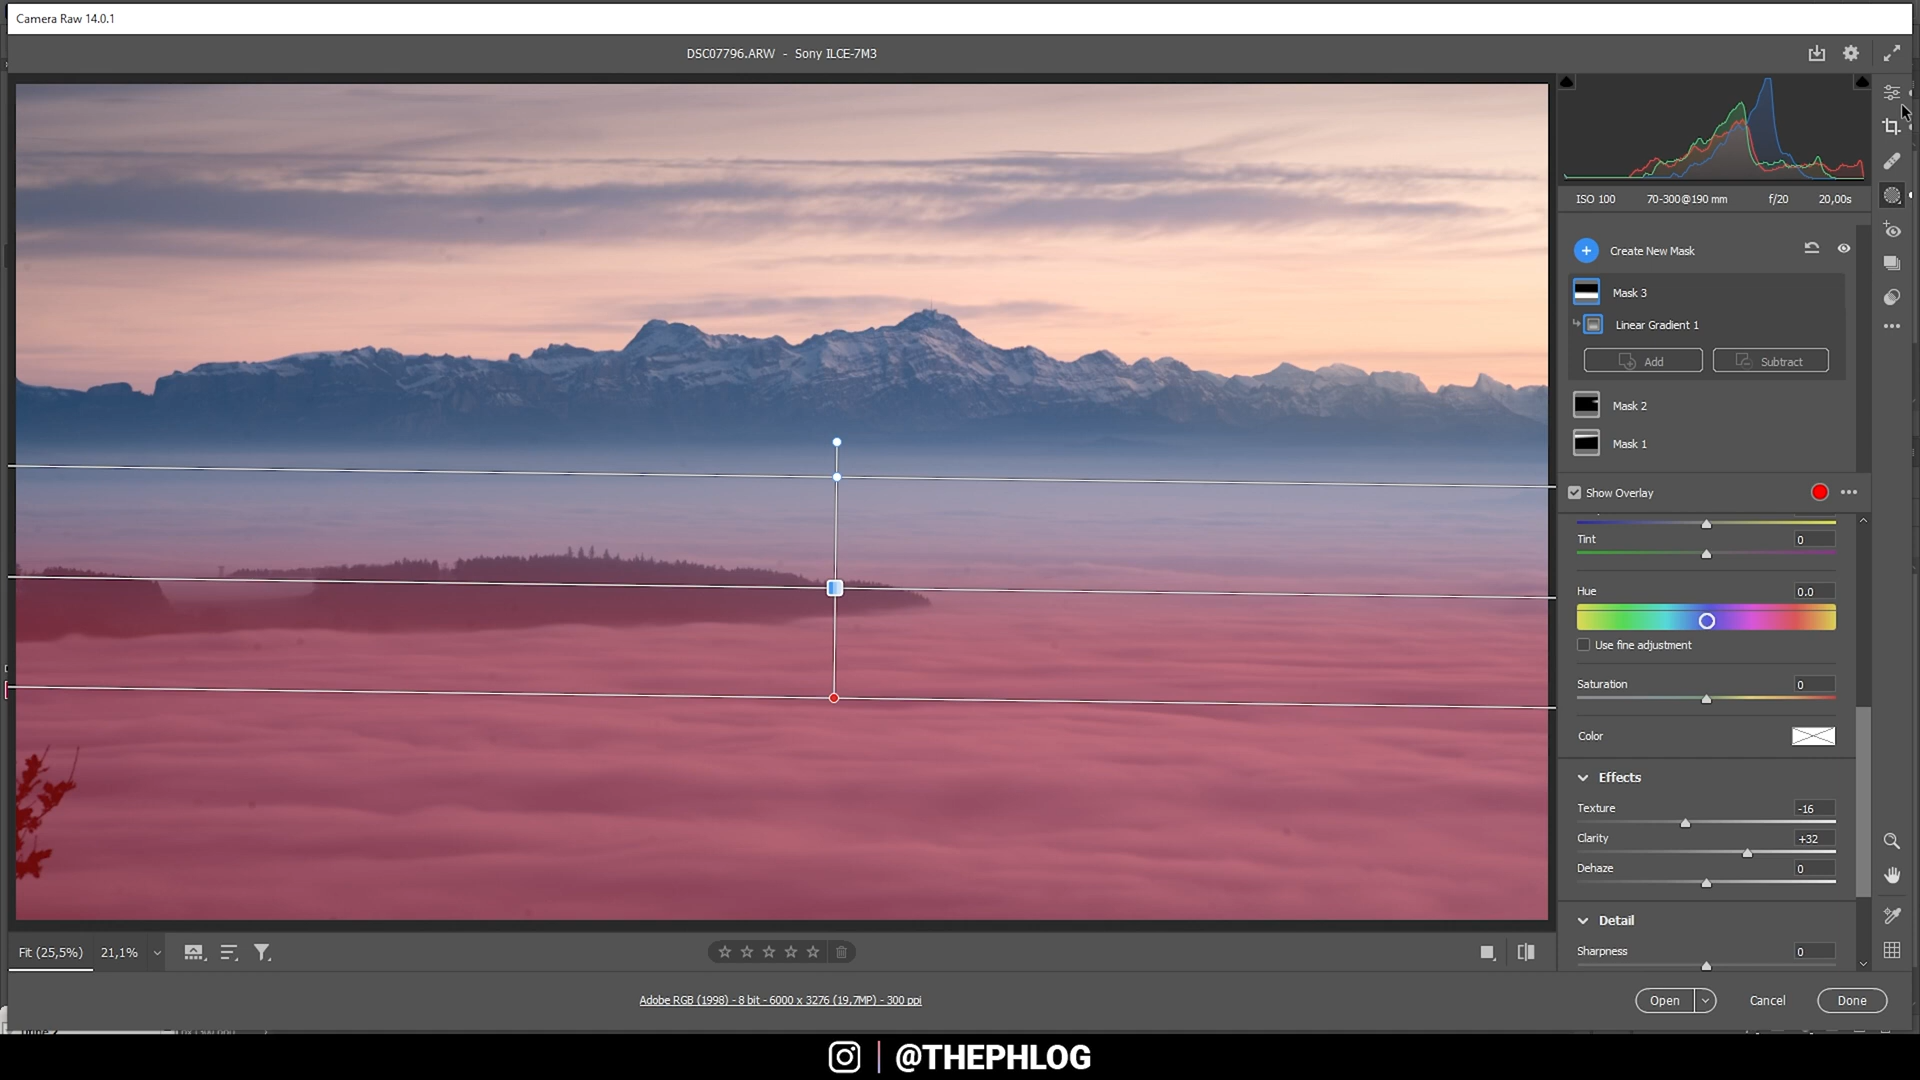 Camera Raw 14.0.1
DSC07796.ARW - Sony ILCE-7M3
ISO 100 70-300@190 mm f/20 20,00s
Create New Mask
Mask 3
Linear Gradient 1
Add Subtract
Mask 2
Mask 1
Show Overlay
Tint 0
Hue 0.0
Use fine adjustment
Saturation 0
Color
Effects
Texture -16
Clarity +32
Dehaze 0
Detail
Sharpness 0
Fit (25,5%) 21,1%
Adobe RGB (1998) - 8 bit - 6000 x 3276 (19,7MP) - 300 ppi
Open Cancel Done
@THEPHLOG